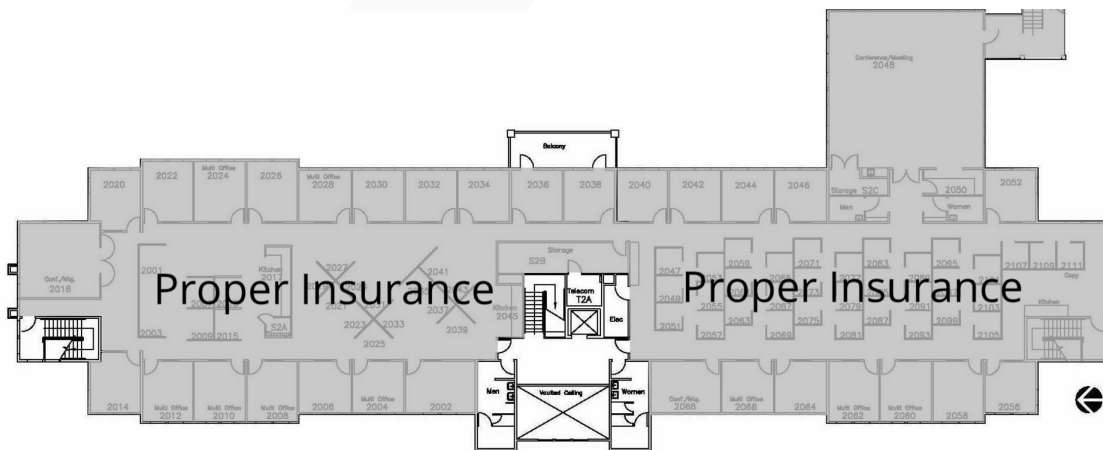 Conference/Meeting
2048
Balcony
2020
2022
Multi Office
2024
2026
Multi Office
2028
2030
2032
2034
2036
2038
2040
2042
2044
2046
Storage S2C
2050
2052
Men
Women
Conf./Mtg.
2018
2001
2003
Kitchen
2017
S2A
Storage
2009
2015
2027
2021
2023
2025
2033
2037
2039
2041
Storage
S2B
Kitchen
2045
Telecom
T2A
Elec
2047
2049
2051
2057
2059
2063
2069
2071
2075
2081
2083
2087
2093
2095
2099
2103
2105
2107
2109
2111
Copy
Kitchen
Proper Insurance
Proper Insurance
2014
Multi Office
2012
Multi Office
2010
Multi Office
2008
2006
Multi Office
2004
2002
Men
Vaulted Ceiling
Women
Conf./Mtg.
2068
Multi Office
2066
2064
Multi Office
2062
Multi Office
2060
2058
2056